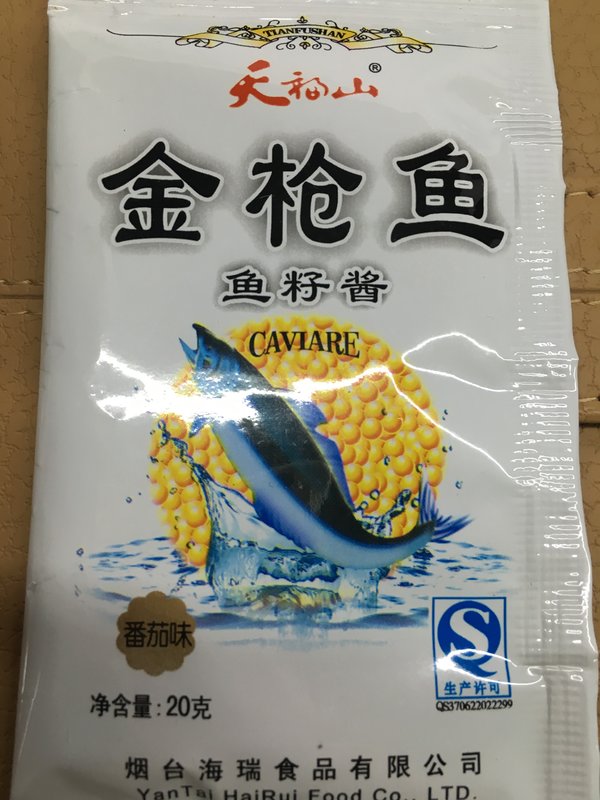 TIANFUSHAN
天福山®
金枪鱼
鱼籽酱
CAVIARE
番茄味
生产许可
QS370622022299
净含量:20克
烟台海瑞食品有限公司
YanTai HaiRui Food Co., LTD.